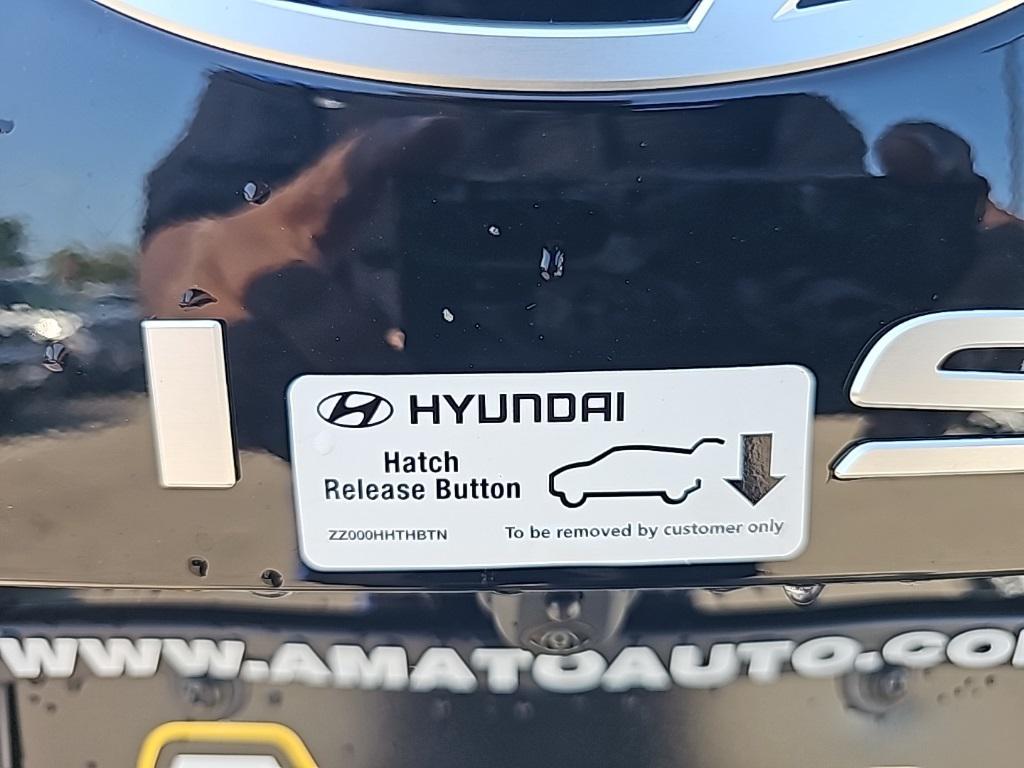 I S
HYUNDAI
Hatch
Release Button
ZZ000HHTHBTN
To be removed by customer only
WWW.AMATOAUTO.CO